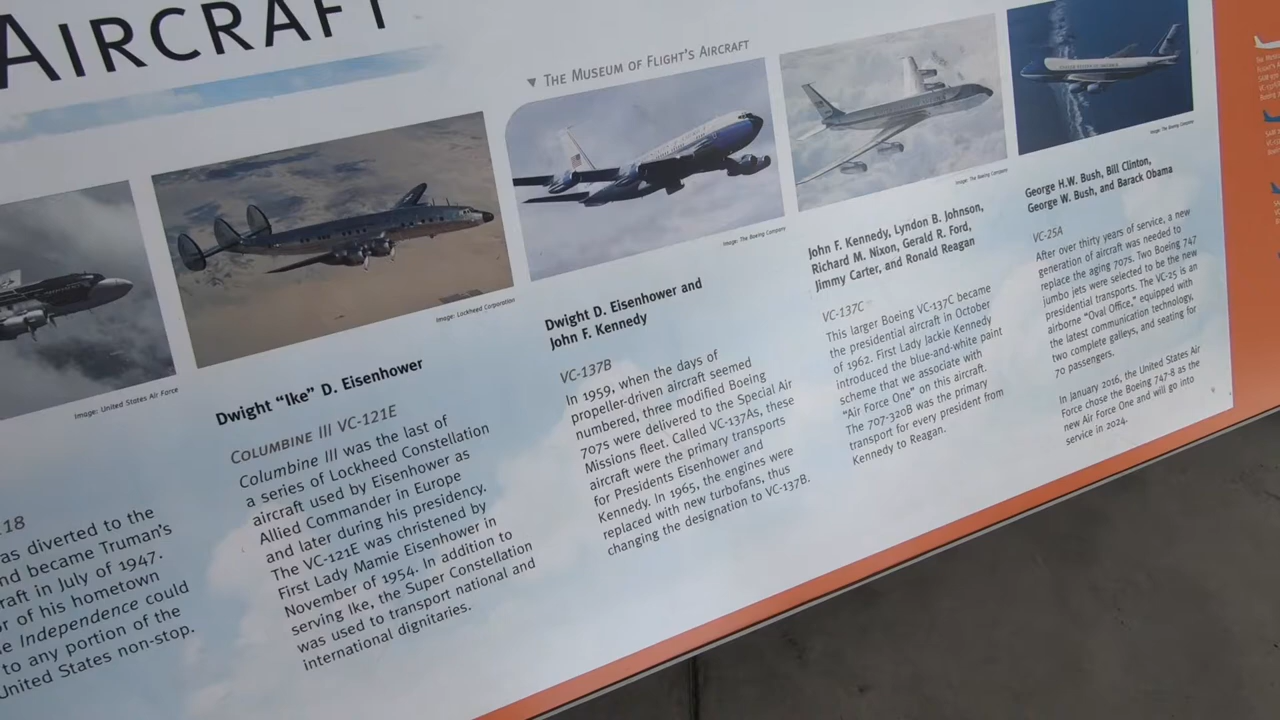 AIRCRAFT
▼ THE MUSEUM OF FLIGHT'S AIRCRAFT
Image: United States Air Force
118
as diverted to the
nd became Truman's
raft in July of 1947.
r of his hometown
e Independence could
to any portion of the
United States non-stop.
Image: Lockheed Corporation
Dwight “Ike” D. Eisenhower
COLUMBINE III VC-121E
Columbine III was the last of
a series of Lockheed Constellation
aircraft used by Eisenhower as
Allied Commander in Europe
and later during his presidency.
The VC-121E was christened by
First Lady Mamie Eisenhower in
November of 1954. In addition to
serving Ike, the Super Constellation
was used to transport national and
international dignitaries.
Image: The Boeing Company
Dwight D. Eisenhower and
John F. Kennedy
VC-137B
In 1959, when the days of
propeller-driven aircraft seemed
numbered, three modified Boeing
707s were delivered to the Special Air
Missions fleet. Called VC-137As, these
aircraft were the primary transports
for Presidents Eisenhower and
Kennedy. In 1965, the engines were
replaced with new turbofans, thus
changing the designation to VC-137B.
Image: The Boeing Company
John F. Kennedy, Lyndon B. Johnson,
Richard M. Nixon, Gerald R. Ford,
Jimmy Carter, and Ronald Reagan
VC-137C
This larger Boeing VC-137C became
the presidential aircraft in October
of 1962. First Lady Jackie Kennedy
introduced the blue-and-white paint
scheme that we associate with
“Air Force One” on this aircraft.
The 707-320B was the primary
transport for every president from
Kennedy to Reagan.
Image: The Boeing Company
George H.W. Bush, Bill Clinton,
George W. Bush, and Barack Obama
VC-25A
After over thirty years of service, a new
generation of aircraft was needed to
replace the aging 707s. Two Boeing 747
jumbo jets were selected to be the new
presidential transports. The VC-25 is an
airborne “Oval Office,” equipped with
the latest communication technology,
two complete galleys, and seating for
70 passengers.
In January 2016, the United States Air
Force chose the Boeing 747-8 as the
new Air Force One and will go into
service in 2024.